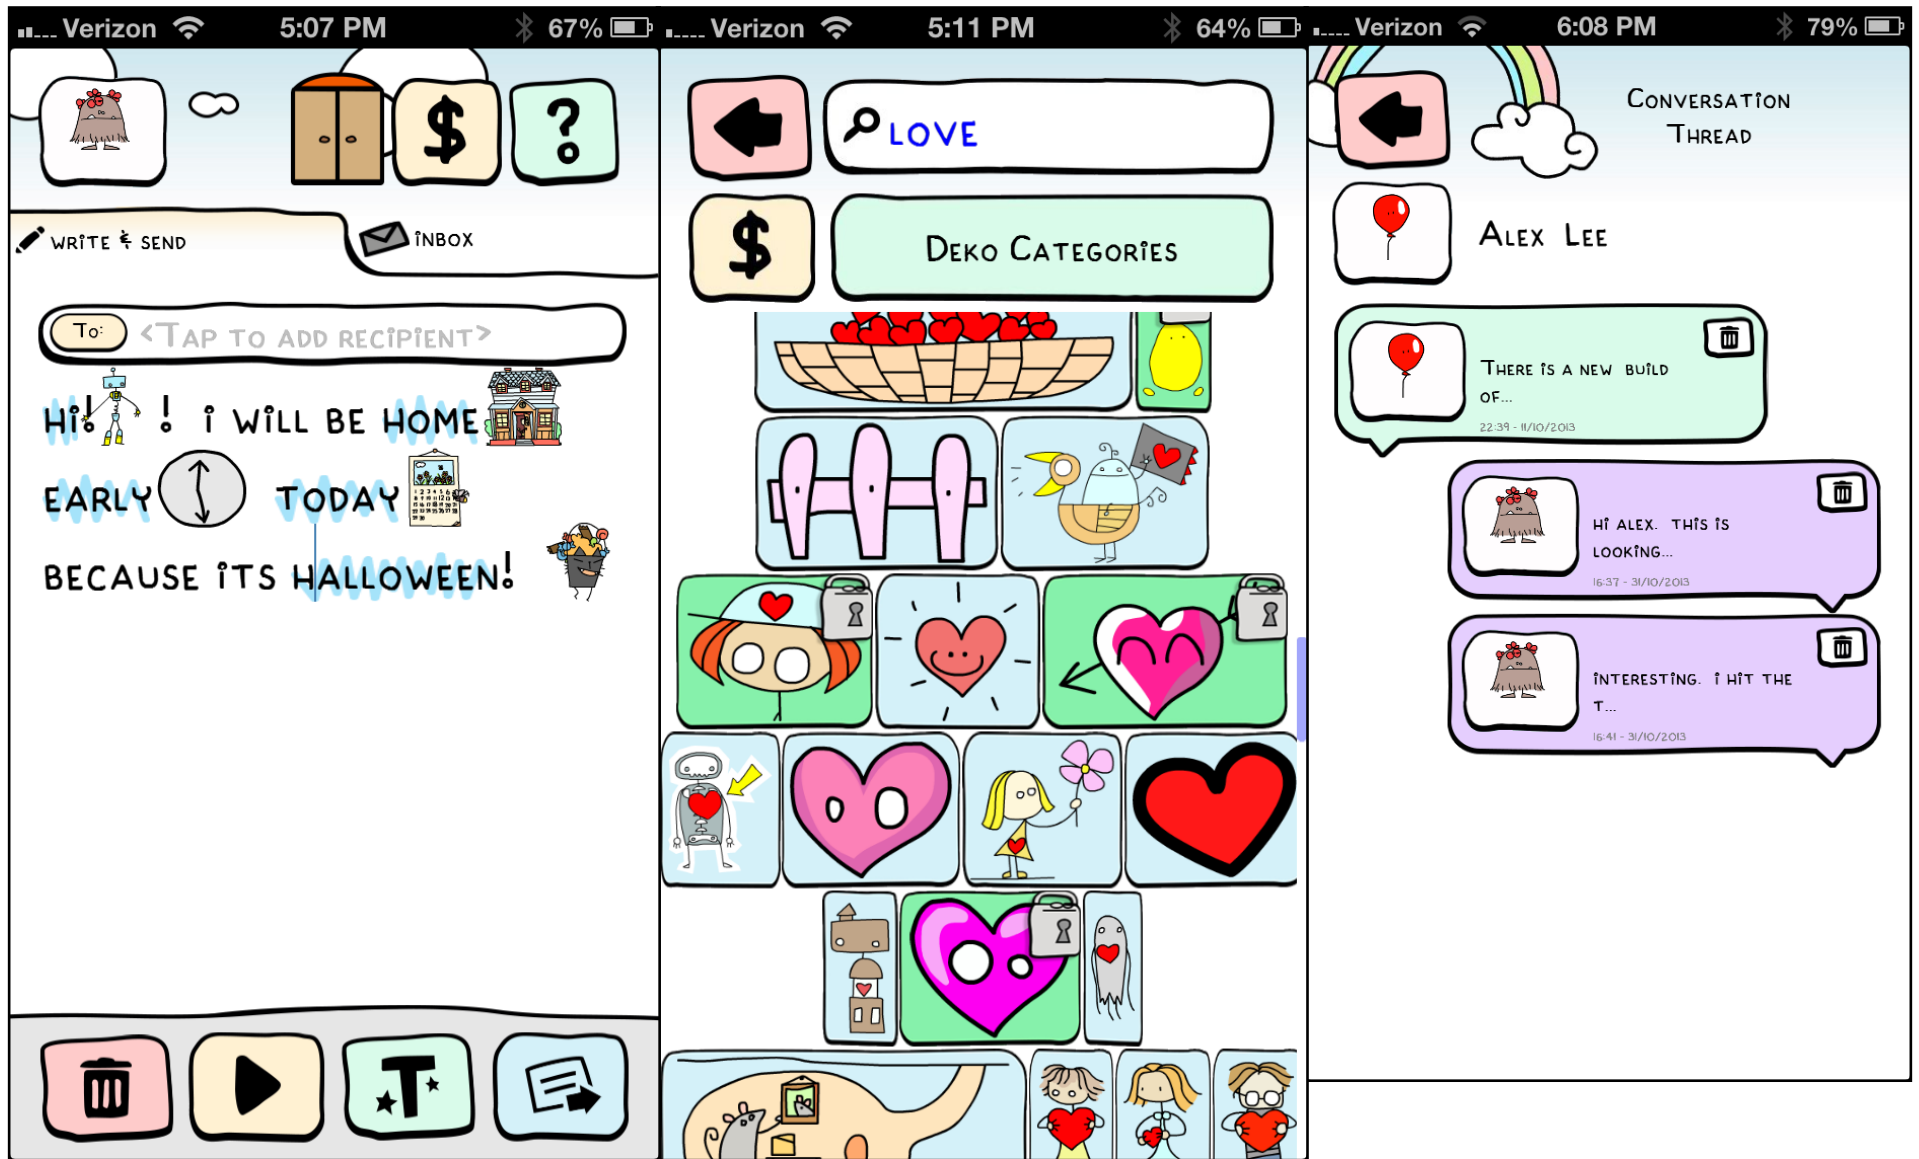 Verizon 5:07 PM 67%
$ ?
WRiTE & SEND
iNBOX
To: <TAP TO ADD RECiPiENT>
Hi! ! i WiLL BE HOME
EARLY TODAY
BECAUSE iTS HALLOWEEN!
T
Verizon 5:11 PM 64%
LOVE
$ DEKO CATEGORiES
Verizon 6:08 PM 79%
CONVERSATiON
THREAD
ALEX LEE
THERE iS A NEW BUiLD
OF...
22:39 - 11/10/2013
Hi ALEX. THiS iS
LOOKiNG...
16:37 - 31/10/2013
iNTERESTiNG. i HiT THE
T...
16:41 - 31/10/2013